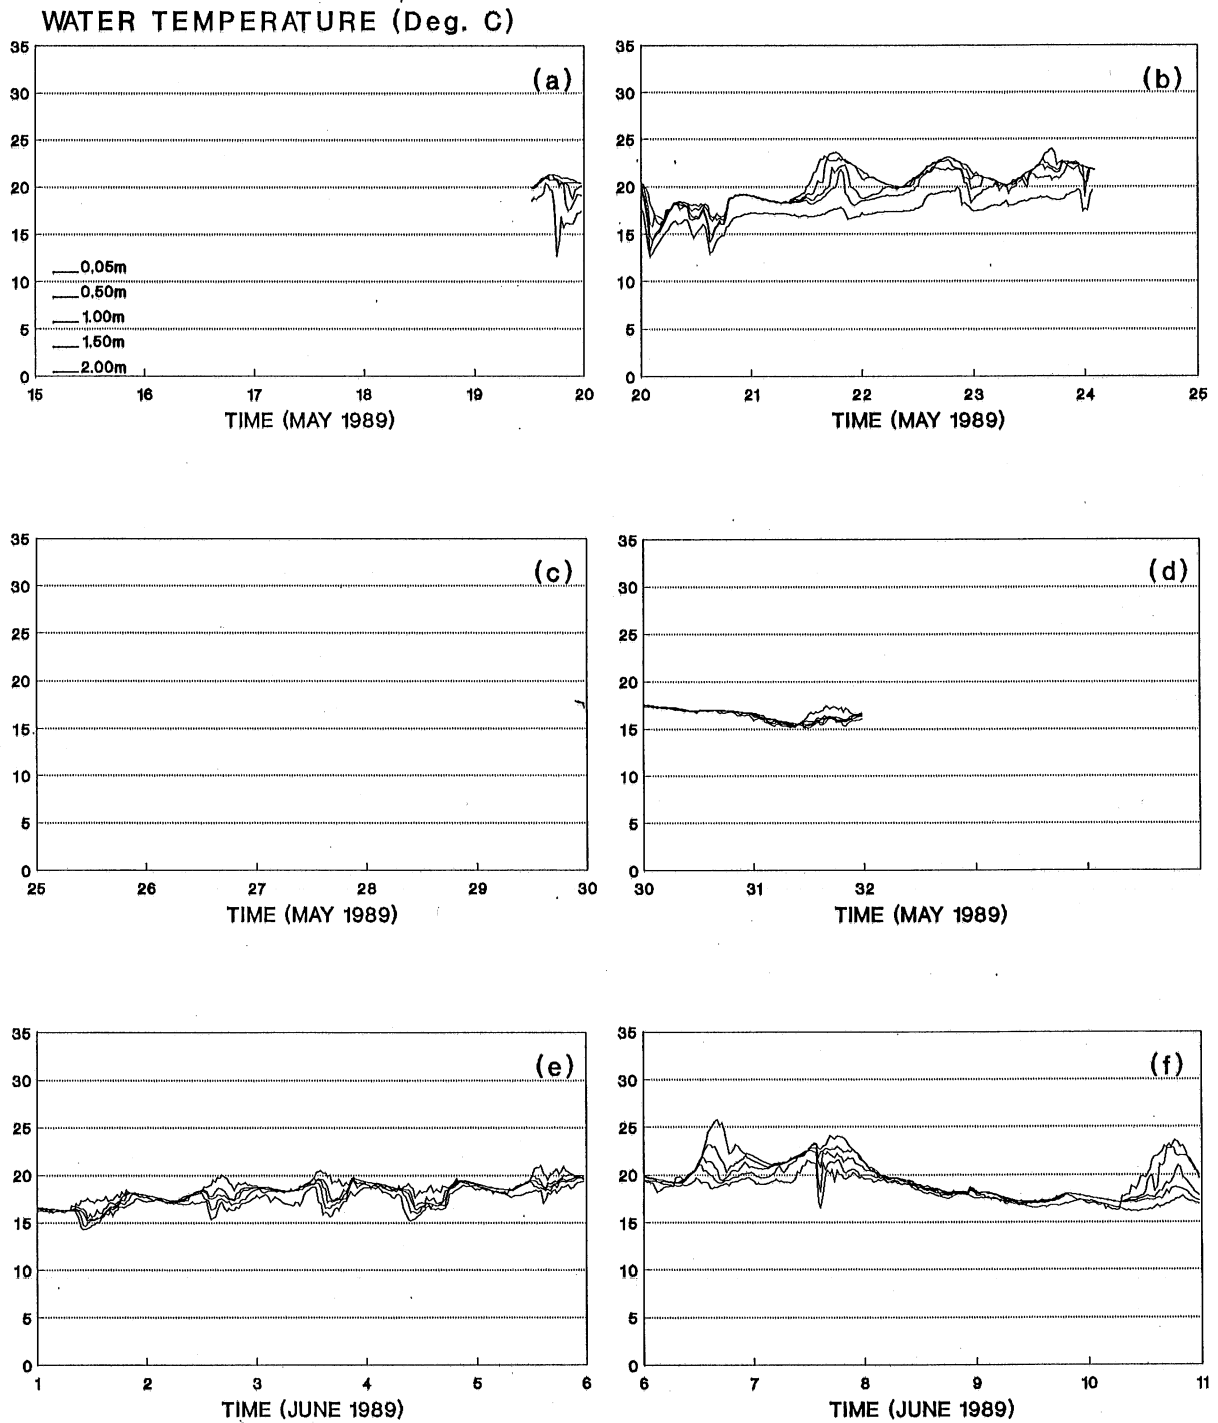 WATER TEMPERATURE (Deg. C)
35
30
25
20
15
10
5
0
(a)
0.05m
0.50m
1.00m
1.50m
2.00m
15 16 17 18 19 20
TIME (MAY 1989)
35
30
25
20
15
10
5
0
(b)
20 21 22 23 24 25
TIME (MAY 1989)
35
30
25
20
15
10
5
0
(c)
25 26 27 28 29 30
TIME (MAY 1989)
35
30
25
20
15
10
5
0
(d)
30 31 32
TIME (MAY 1989)
35
30
25
20
15
10
5
0
(e)
1 2 3 4 5 6
TIME (JUNE 1989)
35
30
25
20
15
10
5
0
(f)
6 7 8 9 10 11
TIME (JUNE 1989)